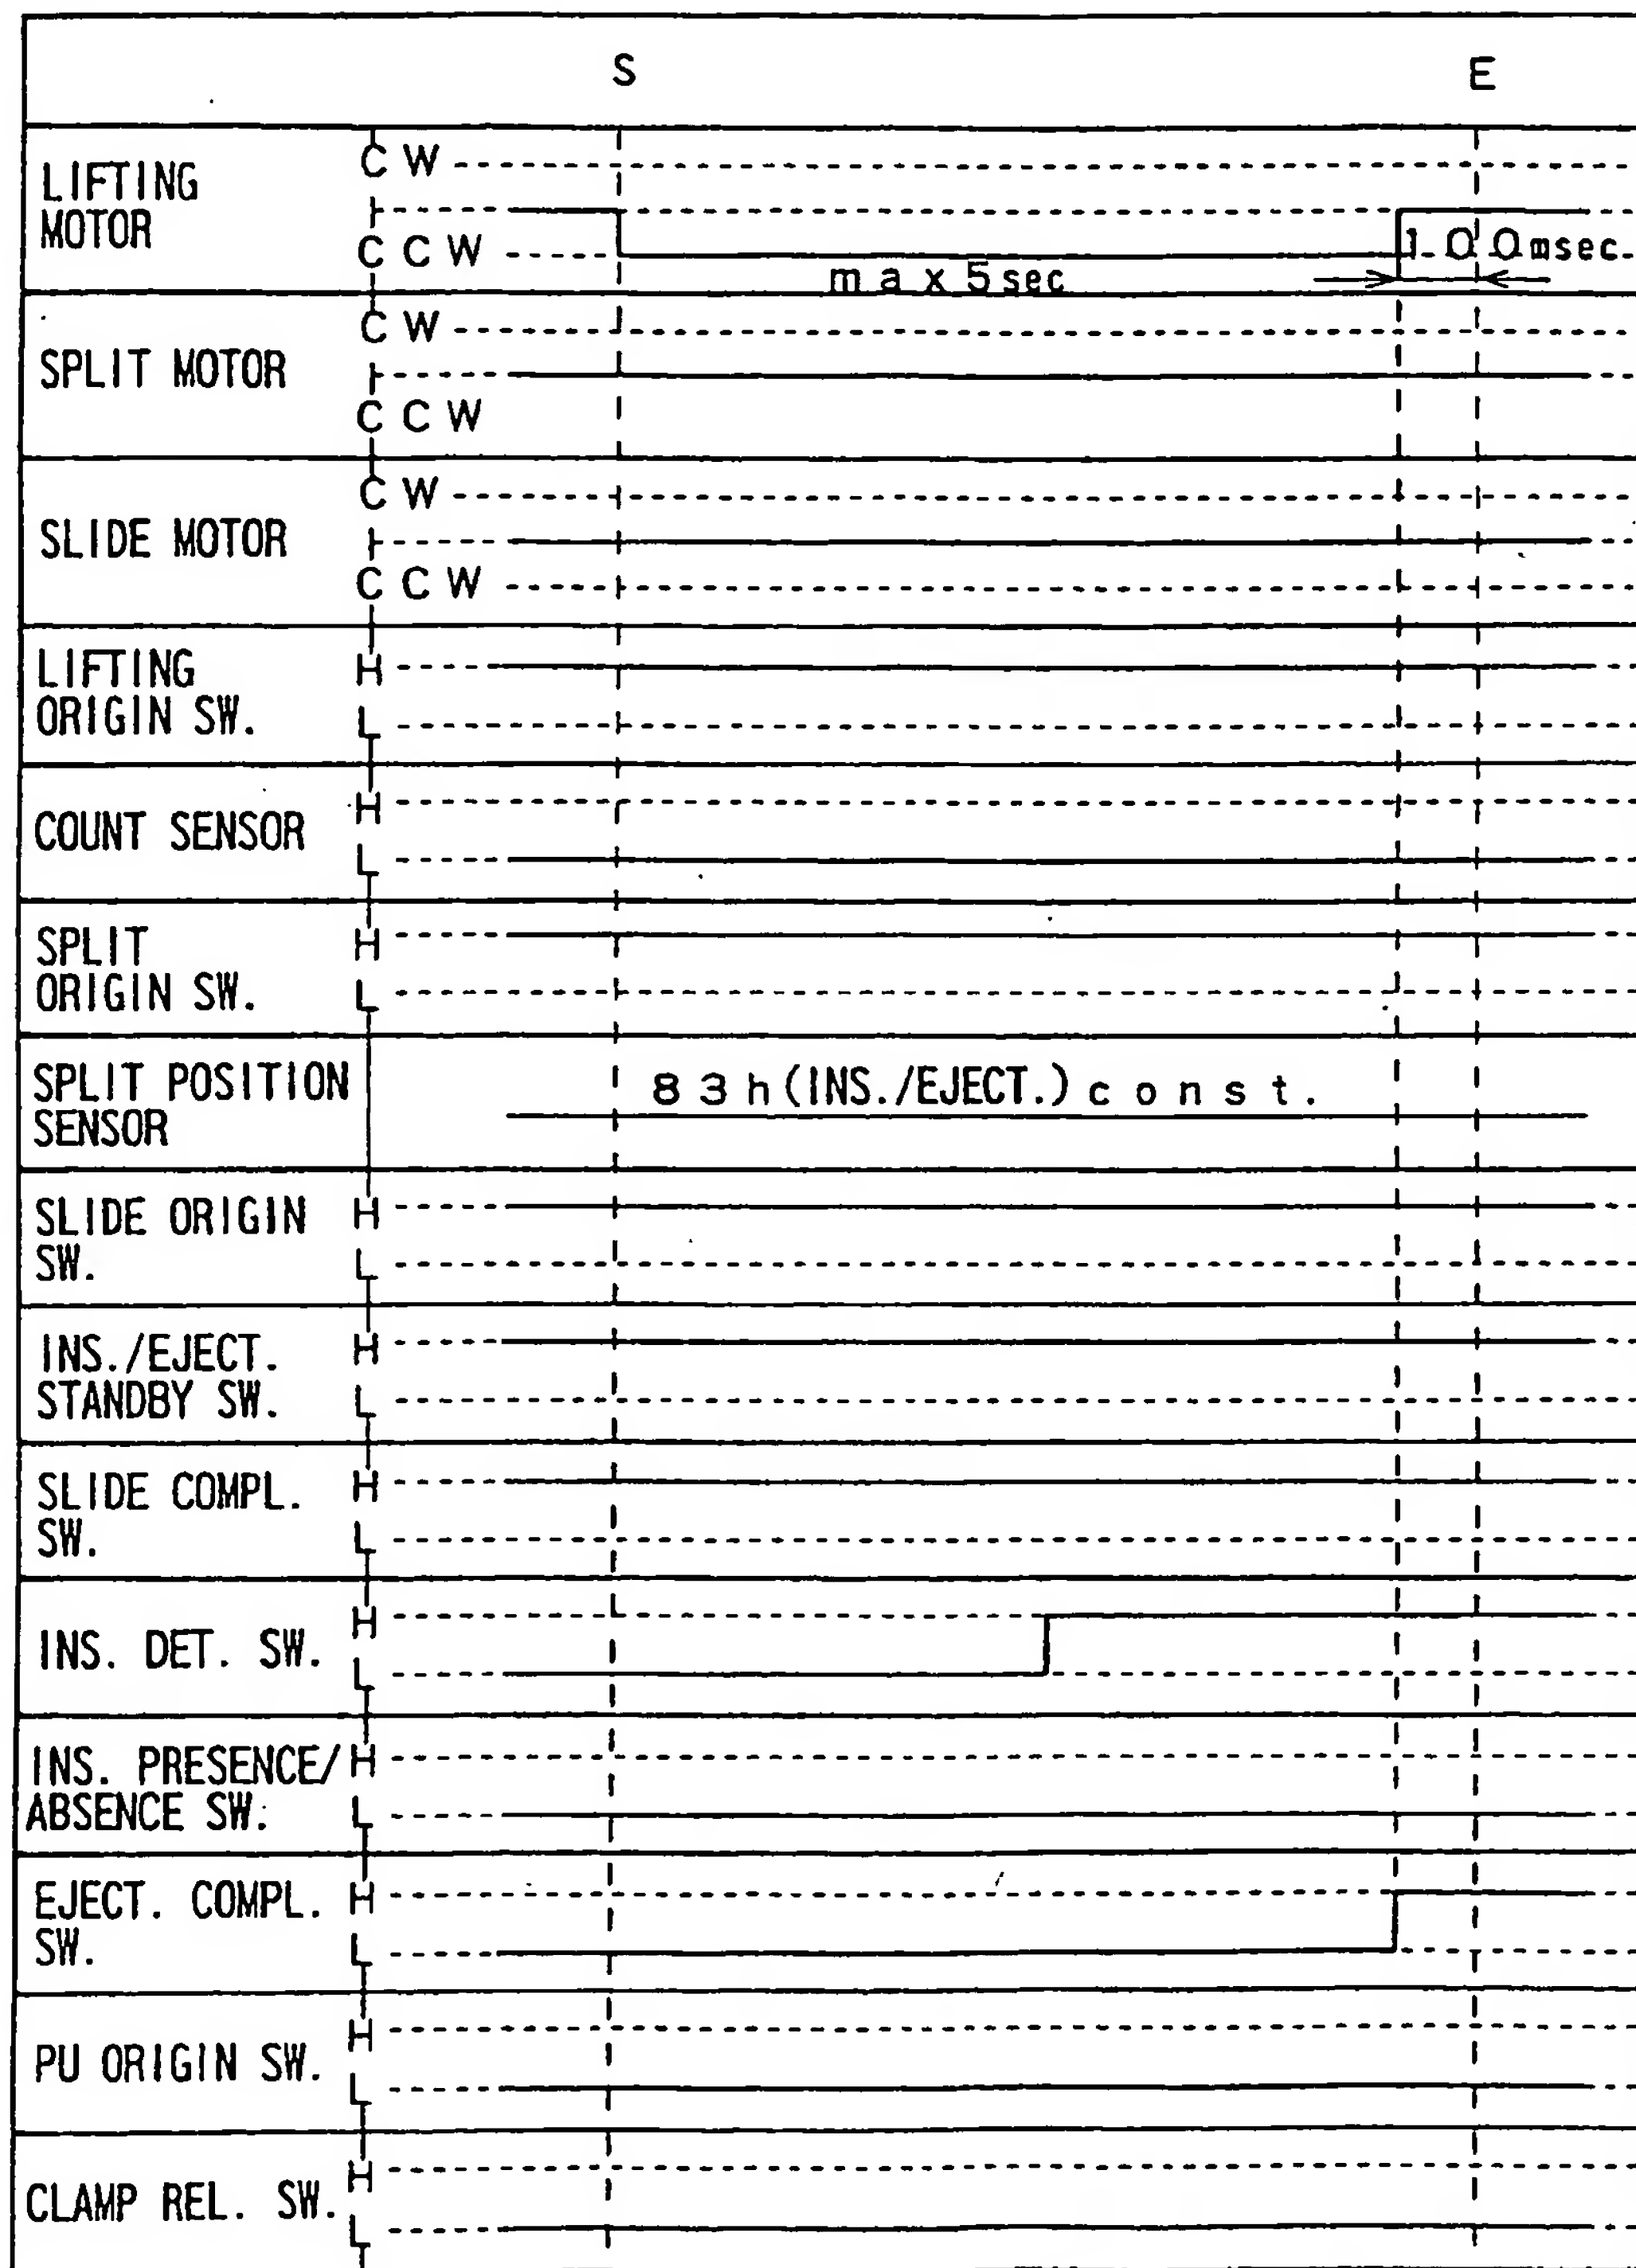 S E
LIFTING
MOTOR
CW
CCW
max 5sec
100msec.
SPLIT MOTOR
CW
CCW
SLIDE MOTOR
CW
CCW
LIFTING
ORIGIN SW.
H
L
COUNT SENSOR
H
L
SPLIT
ORIGIN SW.
H
L
SPLIT POSITION
SENSOR
83h(INS./EJECT.)const.
SLIDE ORIGIN
SW.
H
L
INS./EJECT.
STANDBY SW.
H
L
SLIDE COMPL.
SW.
H
L
INS. DET. SW.
H
L
INS. PRESENCE/
ABSENCE SW.
H
L
EJECT. COMPL.
SW.
H
L
PU ORIGIN SW.
H
L
CLAMP REL. SW.
H
L